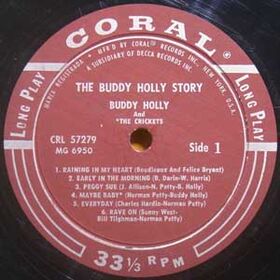 CORAL
MFD BY CORAL RECORDS INC., NEW YORK, U.S.A.
MARCA REGISTRADA
A SUBSIDIARY OF DECCA RECORDS INC.
LONG PLAY
LONG PLAY
THE BUDDY HOLLY STORY
BUDDY HOLLY
And
*THE CRICKETS
CRL 57279
MG 6950
Side 1
1. RAINING IN MY HEART (Boudleaux And Felice Bryant)
2. EARLY IN THE MORNING (B. Darin-W. Harris)
3. PEGGY SUE (J. Allison-N. Petty-B. Holly)
4. MAYBE BABY* (Norman Petty-Buddy Holly)
5. EVERYDAY (Charles Hardin-Norman Petty)
6. RAVE ON (Sunny West-
Bill Tilghman-Norman Petty)
LONG PLAY
LONG PLAY
33⅓ RPM